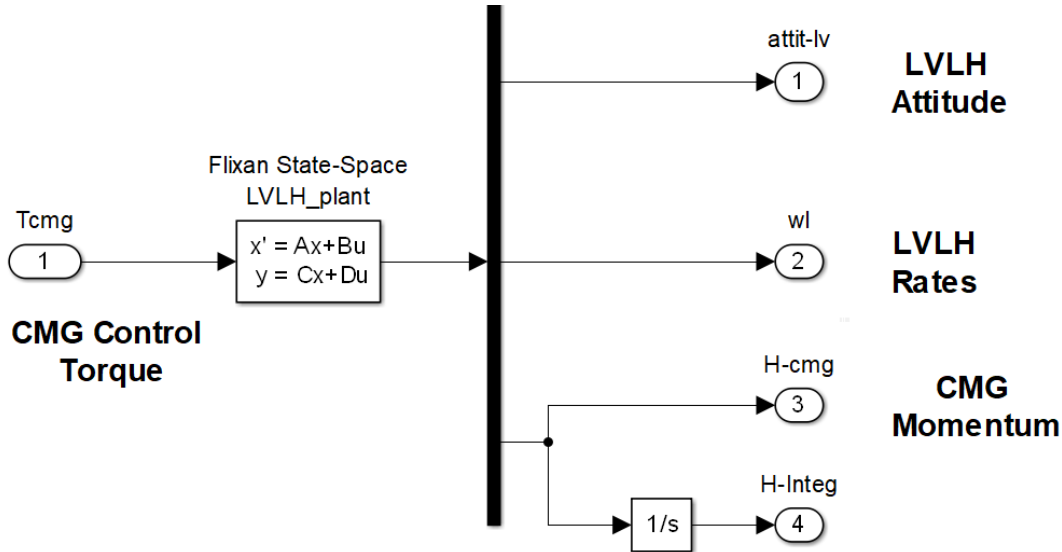 attit-lv
1
LVLH
Attitude
Flixan State-Space
LVLH_plant
Tcmg
1
x' = Ax+Bu
y = Cx+Du
wl
2
LVLH
Rates
CMG Control
Torque
H-cmg
3
CMG
Momentum
H-Integ
1/s
4